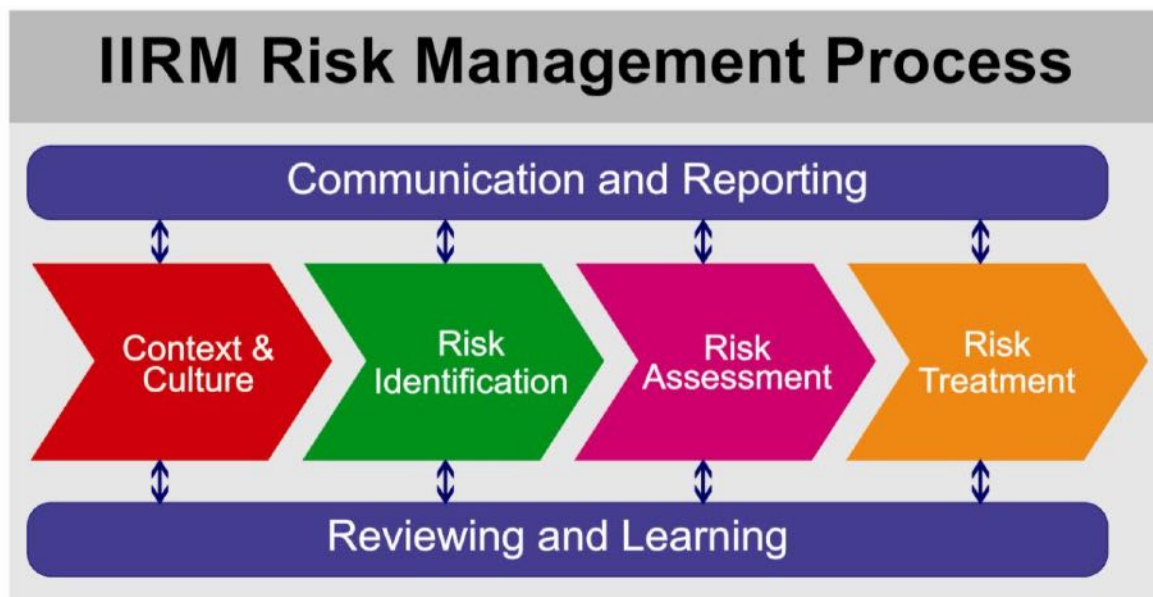 IIRM Risk Management Process
Communication and Reporting
Context &
Culture
Risk
Identification
Risk
Assessment
Risk
Treatment
Reviewing and Learning